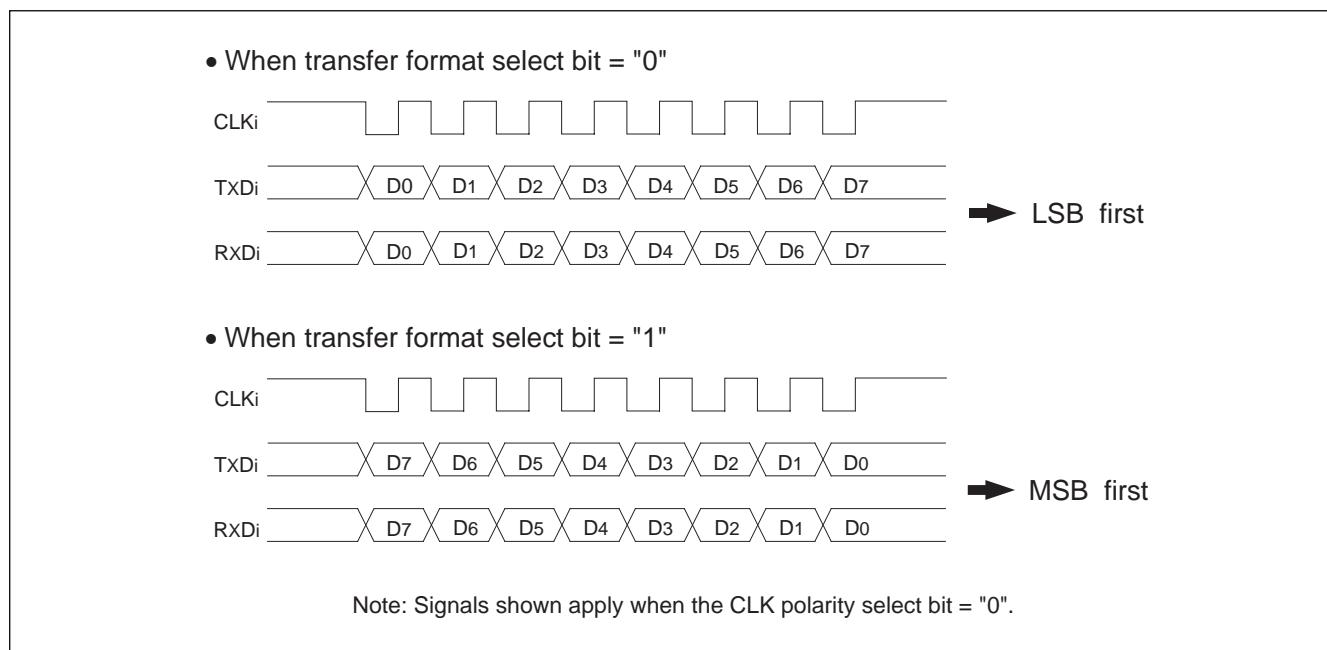 • When transfer format select bit = "0"
CLKi
TXDi D0 D1 D2 D3 D4 D5 D6 D7
RXDi D0 D1 D2 D3 D4 D5 D6 D7
LSB first
• When transfer format select bit = "1"
CLKi
TXDi D7 D6 D5 D4 D3 D2 D1 D0
RXDi D7 D6 D5 D4 D3 D2 D1 D0
MSB first
Note: Signals shown apply when the CLK polarity select bit = "0".